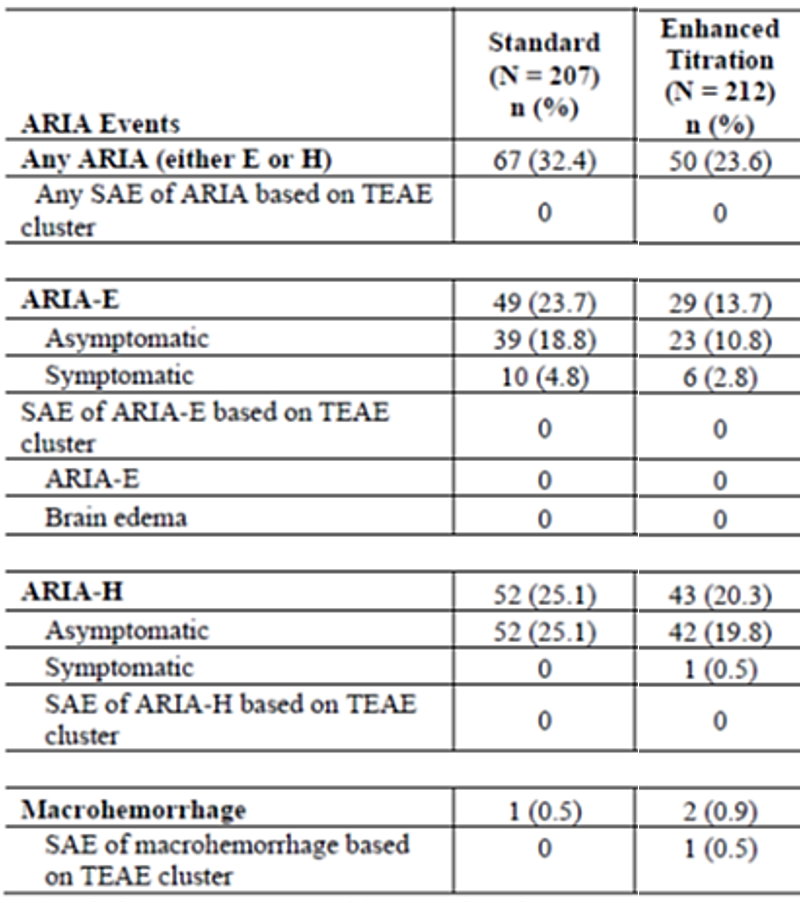 ARIA Events Standard (N = 207) n (%) Enhanced Titration (N = 212) n (%)
Any ARIA (either E or H) 67 (32.4) 50 (23.6)
Any SAE of ARIA based on TEAE cluster 0 0
ARIA-E 49 (23.7) 29 (13.7)
Asymptomatic 39 (18.8) 23 (10.8)
Symptomatic 10 (4.8) 6 (2.8)
SAE of ARIA-E based on TEAE cluster 0 0
ARIA-E 0 0
Brain edema 0 0
ARIA-H 52 (25.1) 43 (20.3)
Asymptomatic 52 (25.1) 42 (19.8)
Symptomatic 0 1 (0.5)
SAE of ARIA-H based on TEAE cluster 0 0
Macrohemorrhage 1 (0.5) 2 (0.9)
SAE of macrohemorrhage based on TEAE cluster 0 1 (0.5)